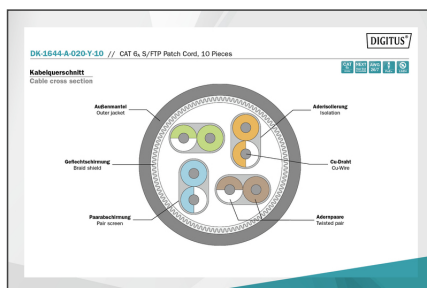 DIGITUS®
DK-1644-A-020-Y-10 // CAT 6A S/FTP Patch Cord, 10 Pieces
Kabelquerschnitt
Cable cross section
Außenmantel
Outer jacket
Aderisolierung
Isolation
Geflechtschirmung
Braid shield
Cu-Draht
Cu-Wire
Paarabschirmung
Pair screen
Adernpaare
Twisted pair